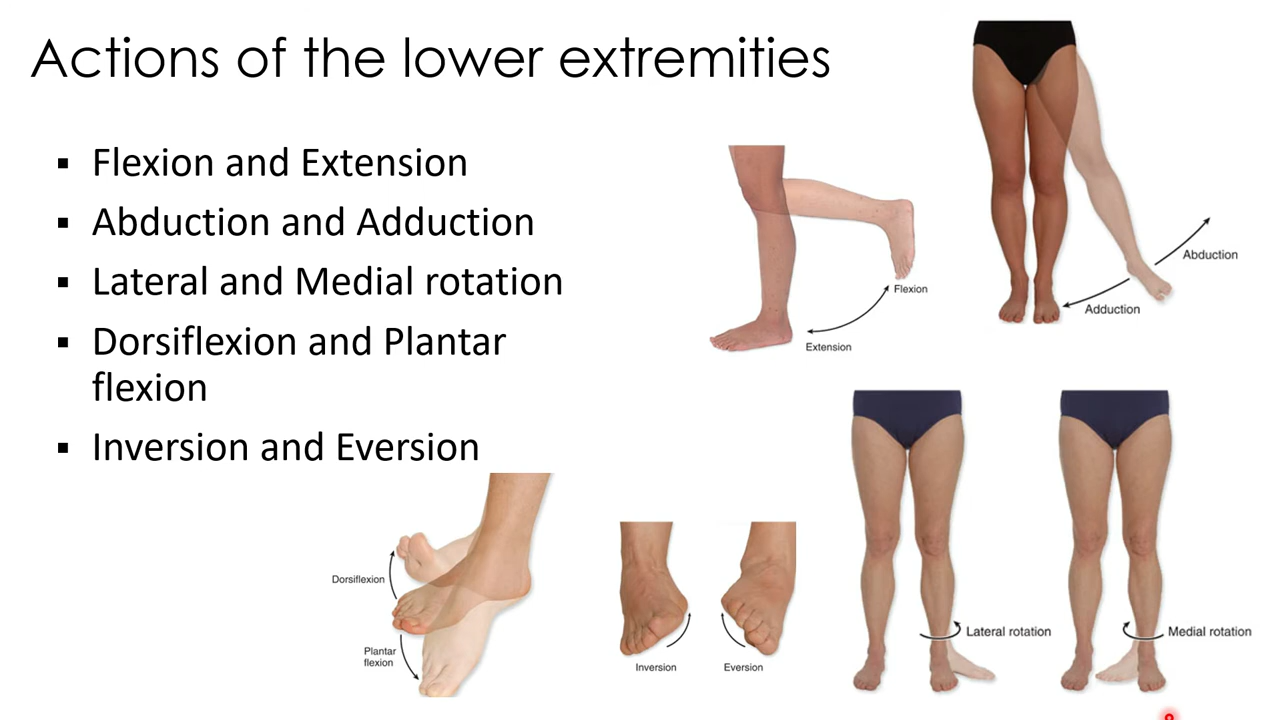 Actions of the lower extremities
▪ Flexion and Extension
▪ Abduction and Adduction
▪ Lateral and Medial rotation
▪ Dorsiflexion and Plantar
flexion
▪ Inversion and Eversion
Flexion
Extension
Abduction
Adduction
Dorsiflexion
Plantar
flexion
Inversion
Eversion
Lateral rotation
Medial rotation